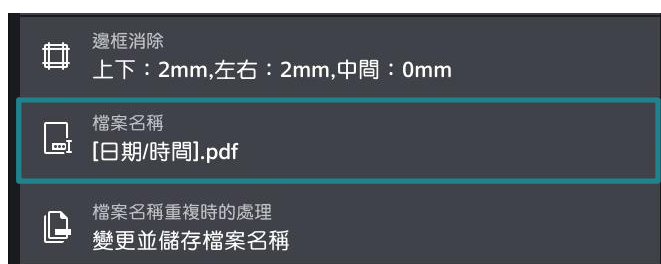 邊框消除
上下：2mm,左右：2mm,中間：0mm
檔案名稱
[日期/時間].pdf
檔案名稱重複時的處理
變更並儲存檔案名稱